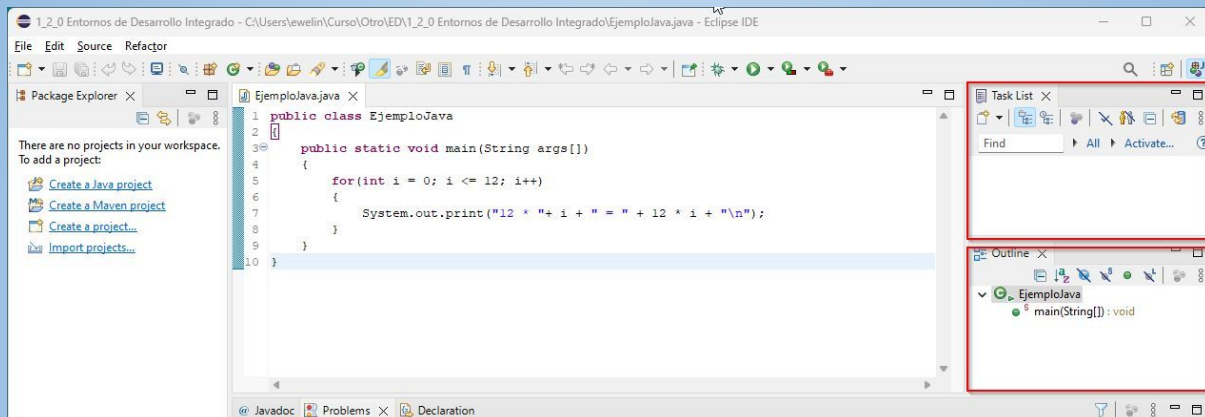 1_2_0 Entornos de Desarrollo Integrado - C:\Users\ewelin\Curso\Otro\ED\1_2_0 Entornos de Desarrollo Integrado\EjemploJava.java - Eclipse IDE
File Edit Source Refactor
Package Explorer
There are no projects in your workspace.
To add a project:
Create a Java project
Create a Maven project
Create a project...
Import projects...
EjemploJava.java
1 public class EjemploJava
2 {
3 public static void main(String args[])
4 {
5 for(int i = 0; i <= 12; i++)
6 {
7 System.out.print("12 * "+ i + " = " + 12 * i + "\n");
8 }
9 }
10 }
Task List
Find All Activate...
Outline
EjemploJava
main(String[]) : void
@ Javadoc Problems Declaration